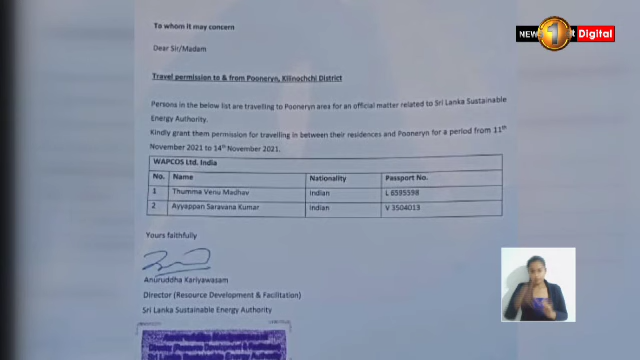 NEWS 1st Digital
To whom it may concern
Dear Sir/Madam
Travel permission to & from Pooneryn, Kilinochchi District
Persons in the below list are travelling to Pooneryn area for an official matter related to Sri Lanka Sustainable
Energy Authority.
Kindly grant them permission for travelling in between their residences and Pooneryn for a period from 11th
November 2021 to 14th November 2021.
WAPCOS Ltd. India
No. Name Nationality Passport No.
1 Thumma Venu Madhav Indian L 6595598
2 Ayyappan Saravana Kumar Indian V 3504013
Yours faithfully
Anuruddha Kariyawasam
Director (Resource Development & Facilitation)
Sri Lanka Sustainable Energy Authority